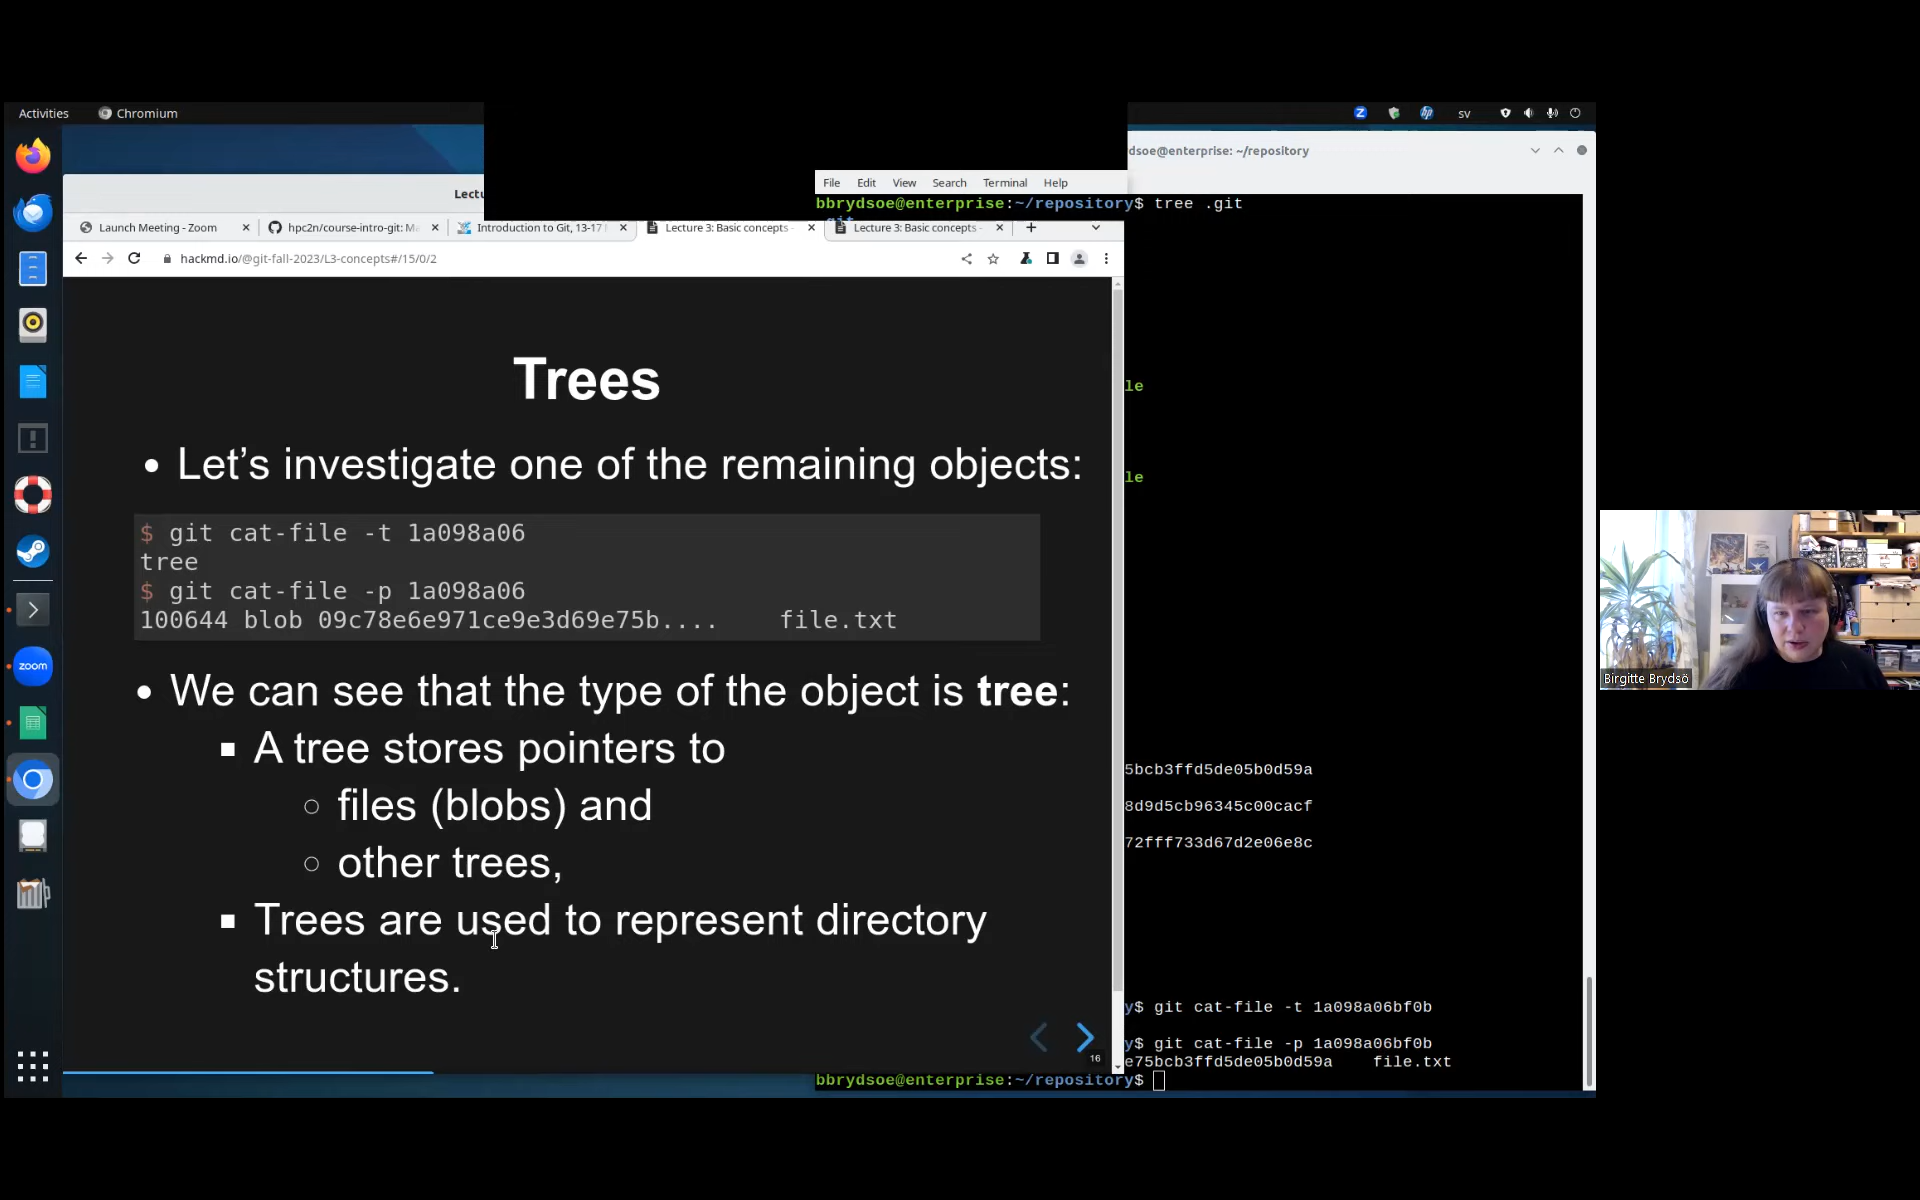 Activities
Chromium
sv
Lectu
dsoe@enterprise: ~/repository
File Edit View Search Terminal Help
bbrydsoe@enterprise:~/repository$ tree .git
Launch Meeting - Zoom
hpc2n/course-intro-git: M
Introduction to Git, 13-17
Lecture 3: Basic concepts -
Lecture 3: Basic concepts -
hackmd.io/@git-fall-2023/L3-concepts#/15/0/2
Trees
• Let’s investigate one of the remaining objects:
$ git cat-file -t 1a098a06
tree
$ git cat-file -p 1a098a06
100644 blob 09c78e6e971ce9e3d69e75b.... file.txt
• We can see that the type of the object is tree:
▪ A tree stores pointers to
○ files (blobs) and
○ other trees,
▪ Trees are used to represent directory
structures.
16
le
le
5bcb3ffd5de05b0d59a
8d9d5cb96345c00cacf
72fff733d67d2e06e8c
y$ git cat-file -t 1a098a06bf0b
y$ git cat-file -p 1a098a06bf0b
e75bcb3ffd5de05b0d59a file.txt
bbrydsoe@enterprise:~/repository$
zoom
Birgitte Brydsö